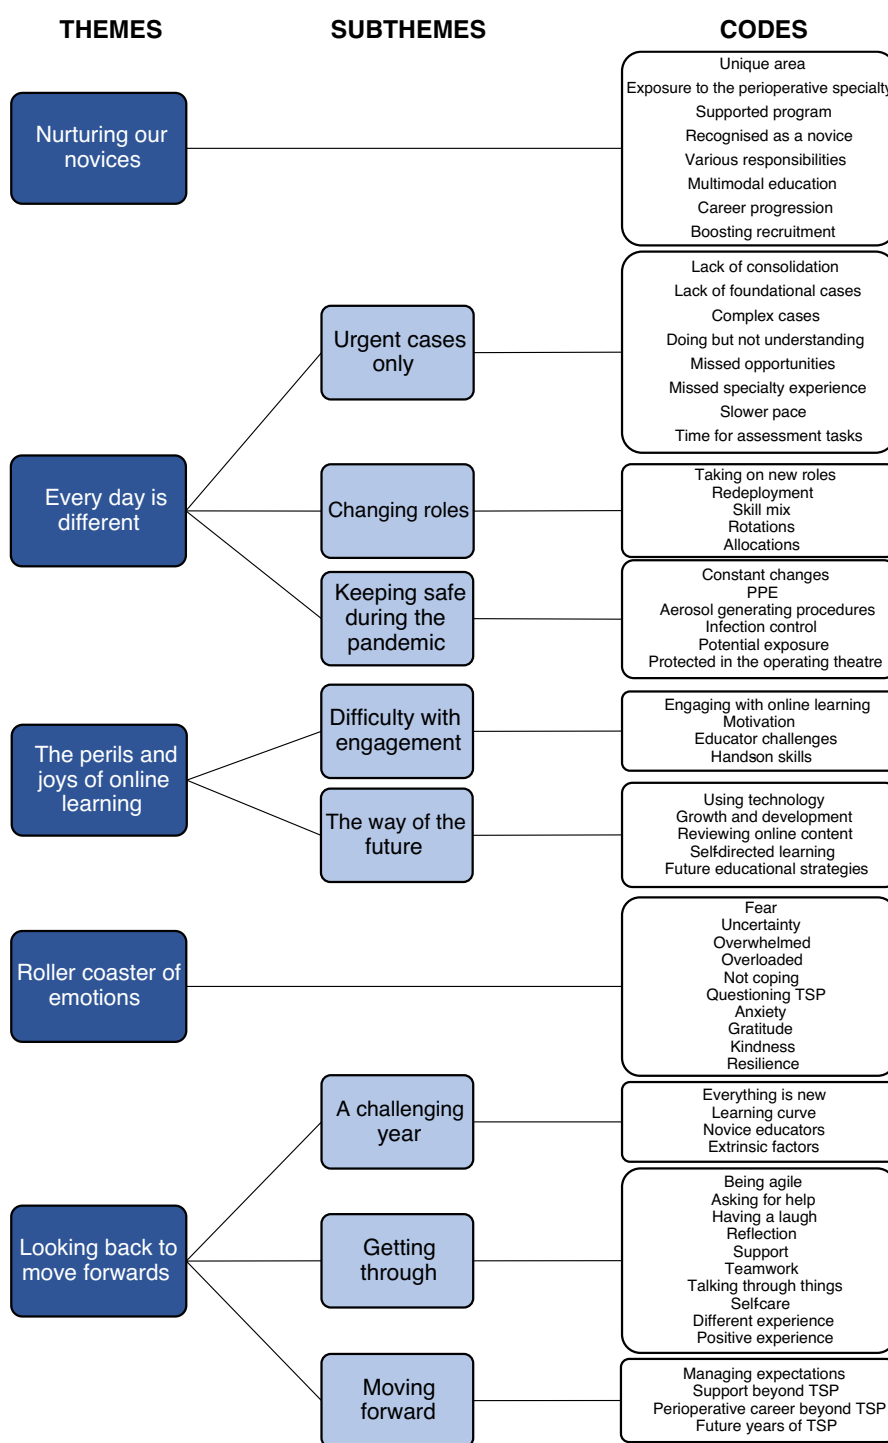 THEMES
SUBTHEMES
CODES
Nurturing our
novices
Unique area
Exposure to the perioperative specialty
Supported program
Recognised as a novice
Various responsibilities
Multimodal education
Career progression
Boosting recruitment
Every day is
different
Urgent cases
only
Lack of consolidation
Lack of foundational cases
Complex cases
Doing but not understanding
Missed opportunities
Missed specialty experience
Slower pace
Time for assessment tasks
Changing roles
Taking on new roles
Redeployment
Skill mix
Rotations
Allocations
Keeping safe
during the
pandemic
Constant changes
PPE
Aerosol generating procedures
Infection control
Potential exposure
Protected in the operating theatre
The perils and
joys of online
learning
Difficulty with
engagement
Engaging with online learning
Motivation
Educator challenges
Handson skills
The way of the
future
Using technology
Growth and development
Reviewing online content
Self-directed learning
Future educational strategies
Roller coaster of
emotions
Fear
Uncertainty
Overwhelmed
Overloaded
Not coping
Questioning TSP
Anxiety
Gratitude
Kindness
Resilience
Looking back to
move forwards
A challenging
year
Everything is new
Learning curve
Novice educators
Extrinsic factors
Getting
through
Being agile
Asking for help
Having a laugh
Reflection
Support
Teamwork
Talking through things
Self-care
Different experience
Positive experience
Moving
forward
Managing expectations
Support beyond TSP
Perioperative career beyond TSP
Future years of TSP